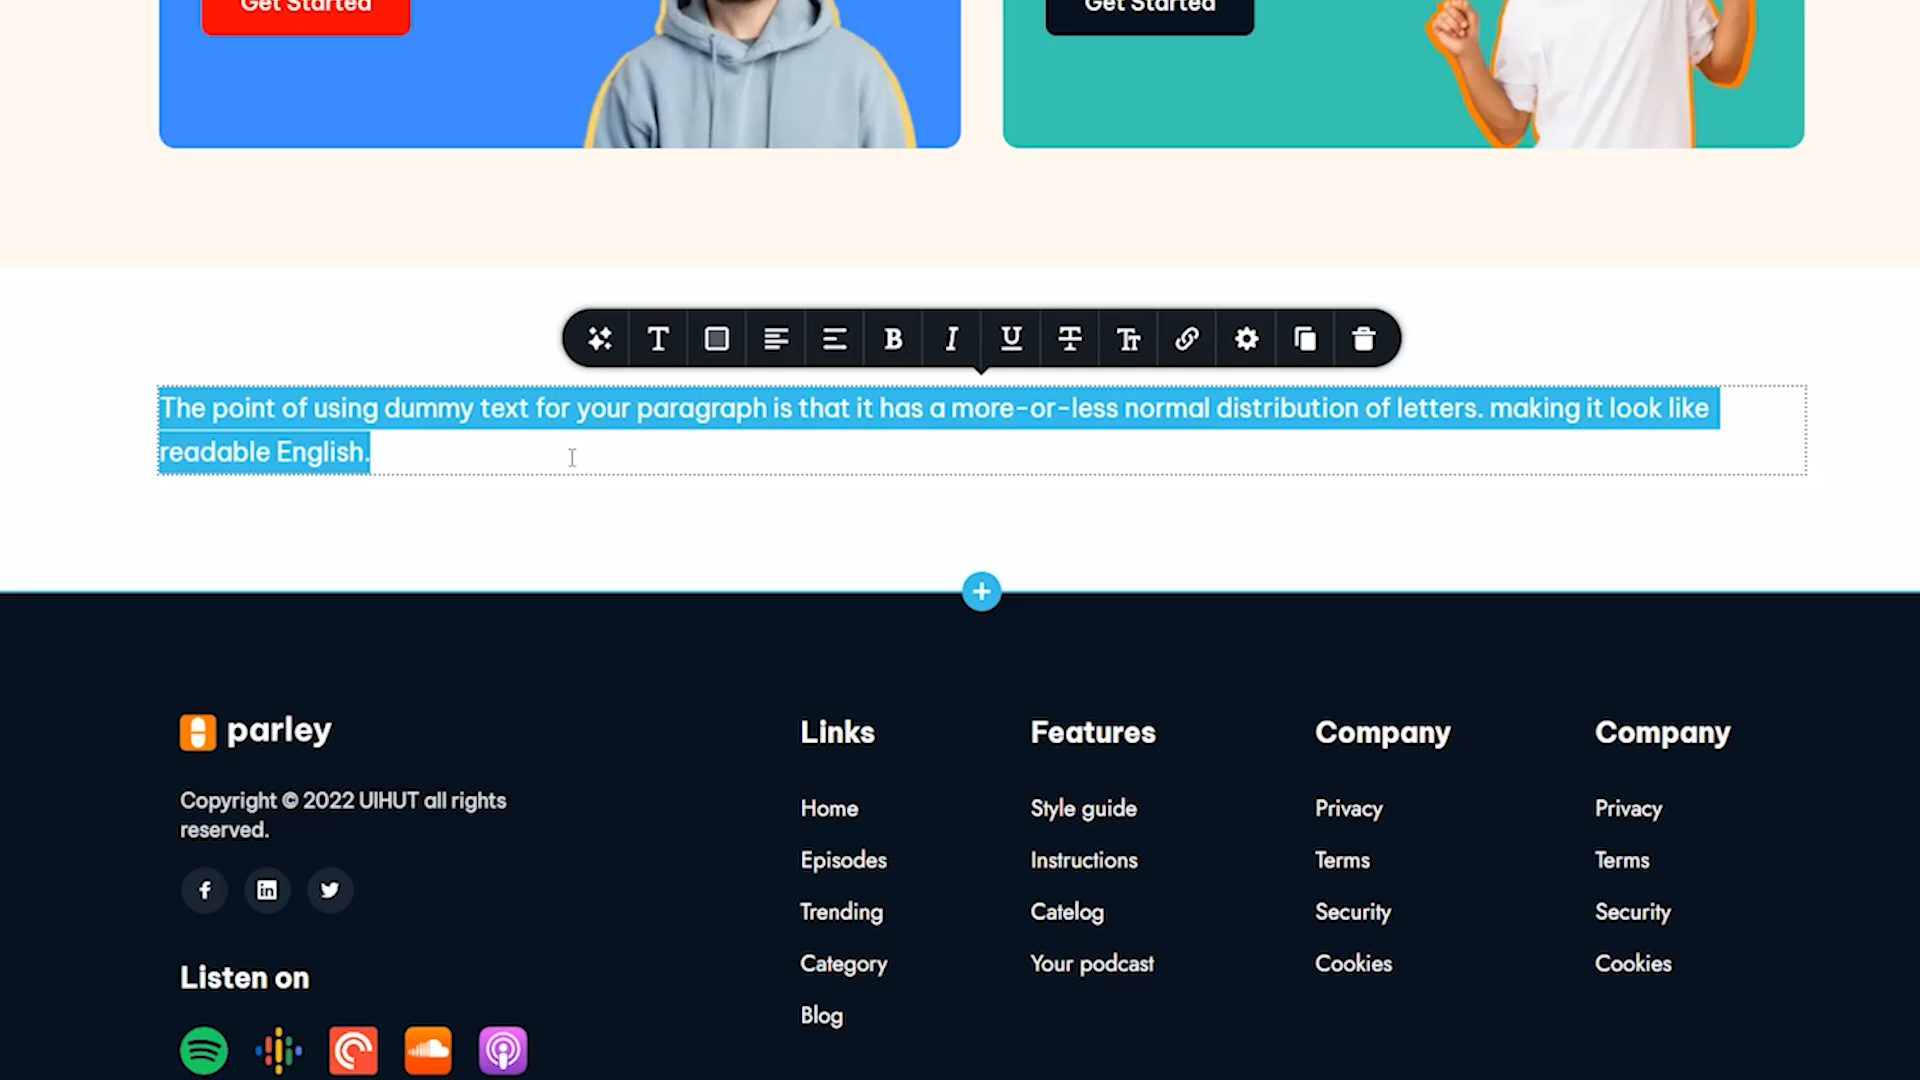 Get Started
Get Started
The point of using dummy text for your paragraph is that it has a more-or-less normal distribution of letters. making it look like
readable English.
parley
Copyright © 2022 UIHUT all rights
reserved.
Listen on
Links
Home
Episodes
Trending
Category
Blog
Features
Style guide
Instructions
Catelog
Your podcast
Company
Privacy
Terms
Security
Cookies
Company
Privacy
Terms
Security
Cookies